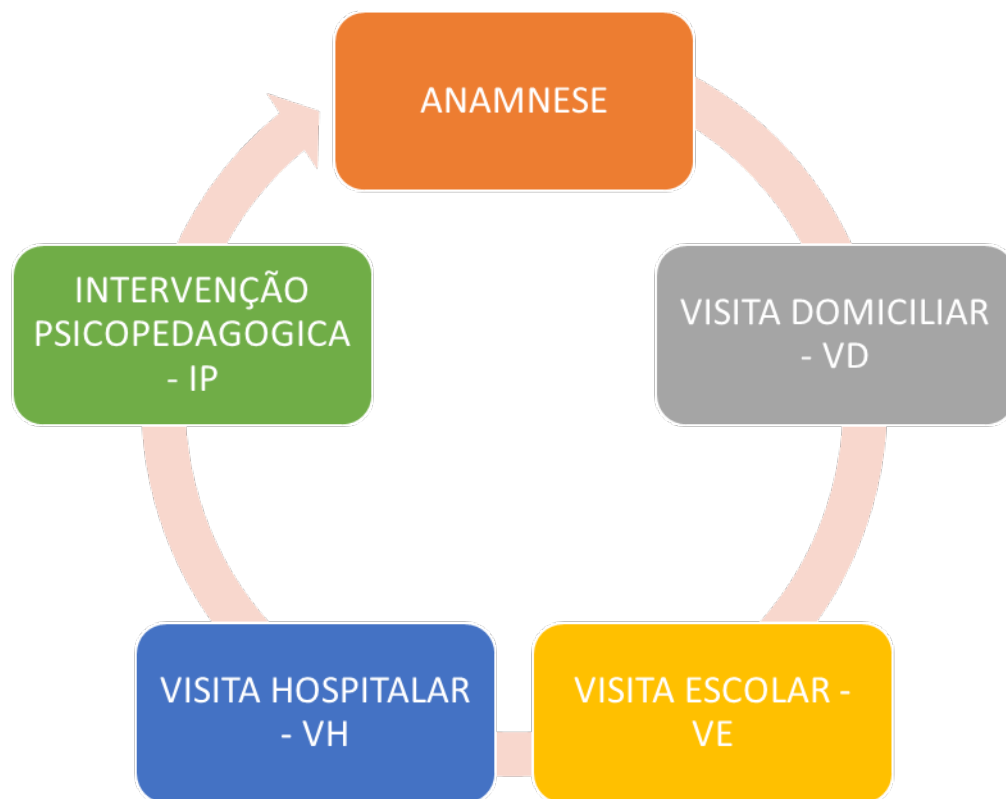 ANAMNESE
VISITA DOMICILIAR
- VD
VISITA ESCOLAR -
VE
VISITA HOSPITALAR
- VH
INTERVENÇÃO
PSICOPEDAGOGICA
- IP